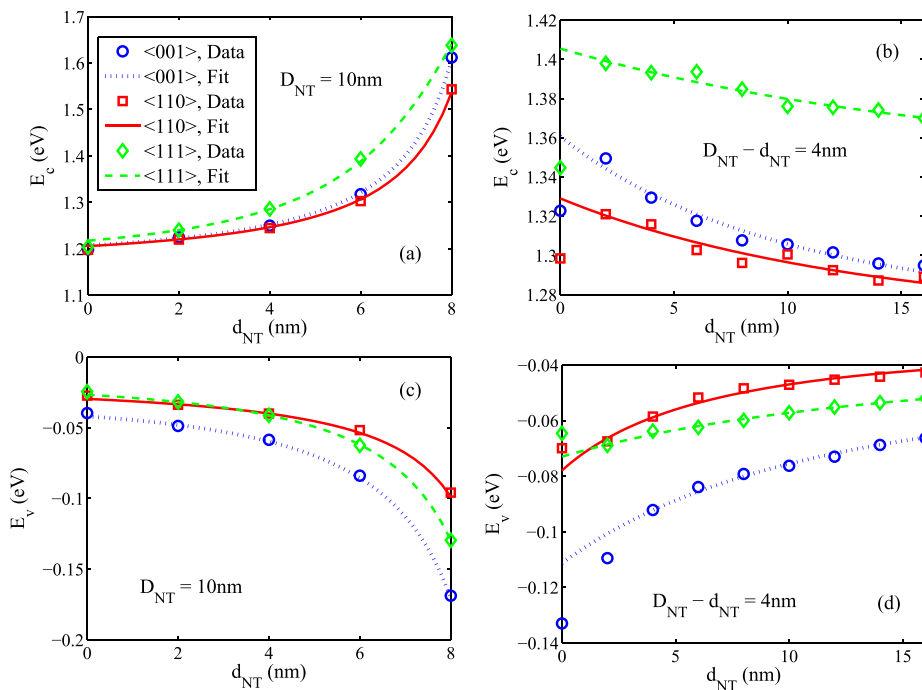 1.7
1.6
1.5
1.4
1.3
1.2
1.1
E_c (eV)
<001>, Data
<001>, Fit
<110>, Data
<110>, Fit
<111>, Data
<111>, Fit
D_NT = 10nm
(a)
0 2 4 6 8
d_NT (nm)
1.42
1.4
1.38
1.36
1.34
1.32
1.3
1.28
E_c (eV)
(b)
D_NT − d_NT = 4nm
0 5 10 15
d_NT (nm)
0
−0.05
−0.1
−0.15
−0.2
E_v (eV)
(c)
D_NT = 10nm
0 2 4 6 8
d_NT (nm)
−0.04
−0.06
−0.08
−0.1
−0.12
−0.14
E_v (eV)
D_NT − d_NT = 4nm
(d)
0 5 10 15
d_NT (nm)